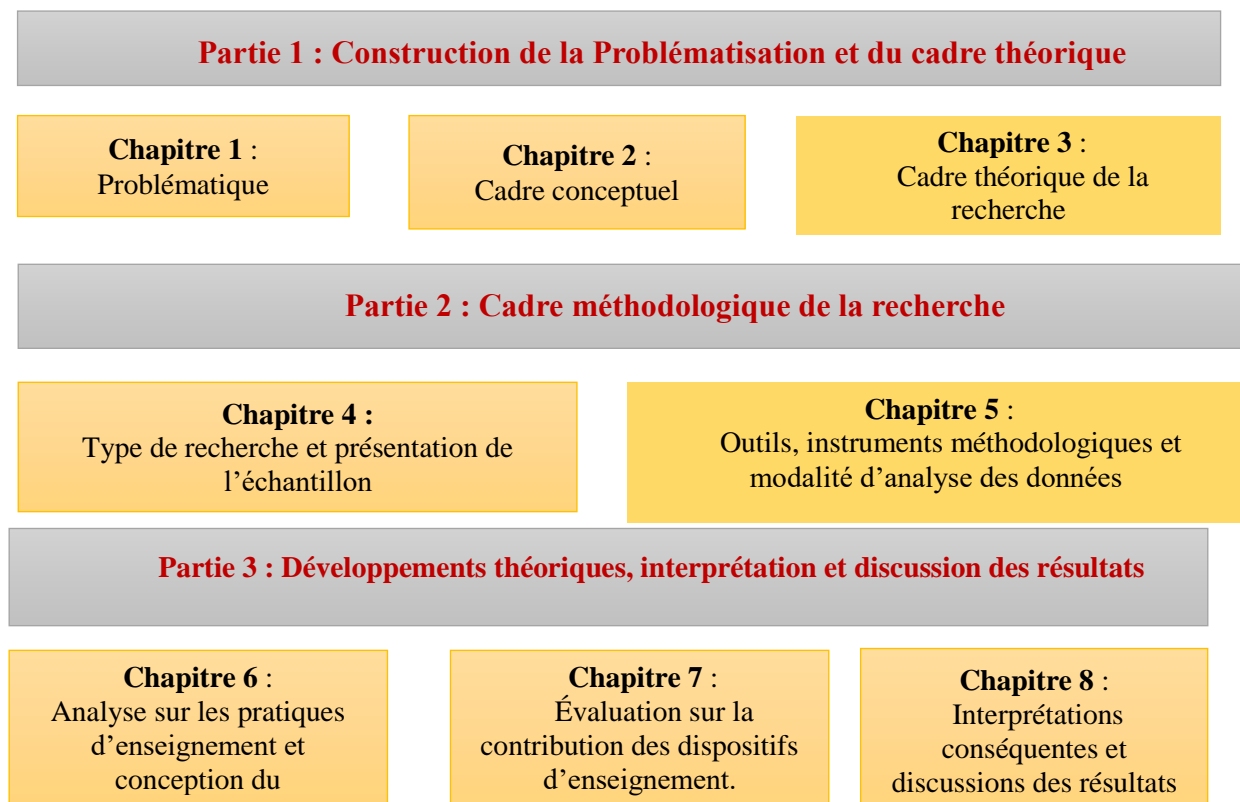 Partie 1 : Construction de la Problématisation et du cadre théorique
Chapitre 1 :
Problématique
Chapitre 2 :
Cadre conceptuel
Chapitre 3 :
Cadre théorique de la
recherche
Partie 2 : Cadre méthodologique de la recherche
Chapitre 4 :
Type de recherche et présentation de
l’échantillon
Chapitre 5 :
Outils, instruments méthodologiques et
modalité d’analyse des données
Partie 3 : Développements théoriques, interprétation et discussion des résultats
Chapitre 6 :
Analyse sur les pratiques
d’enseignement et
conception du
Chapitre 7 :
Évaluation sur la
contribution des dispositifs
d’enseignement.
Chapitre 8 :
Interprétations
conséquentes et
discussions des résultats